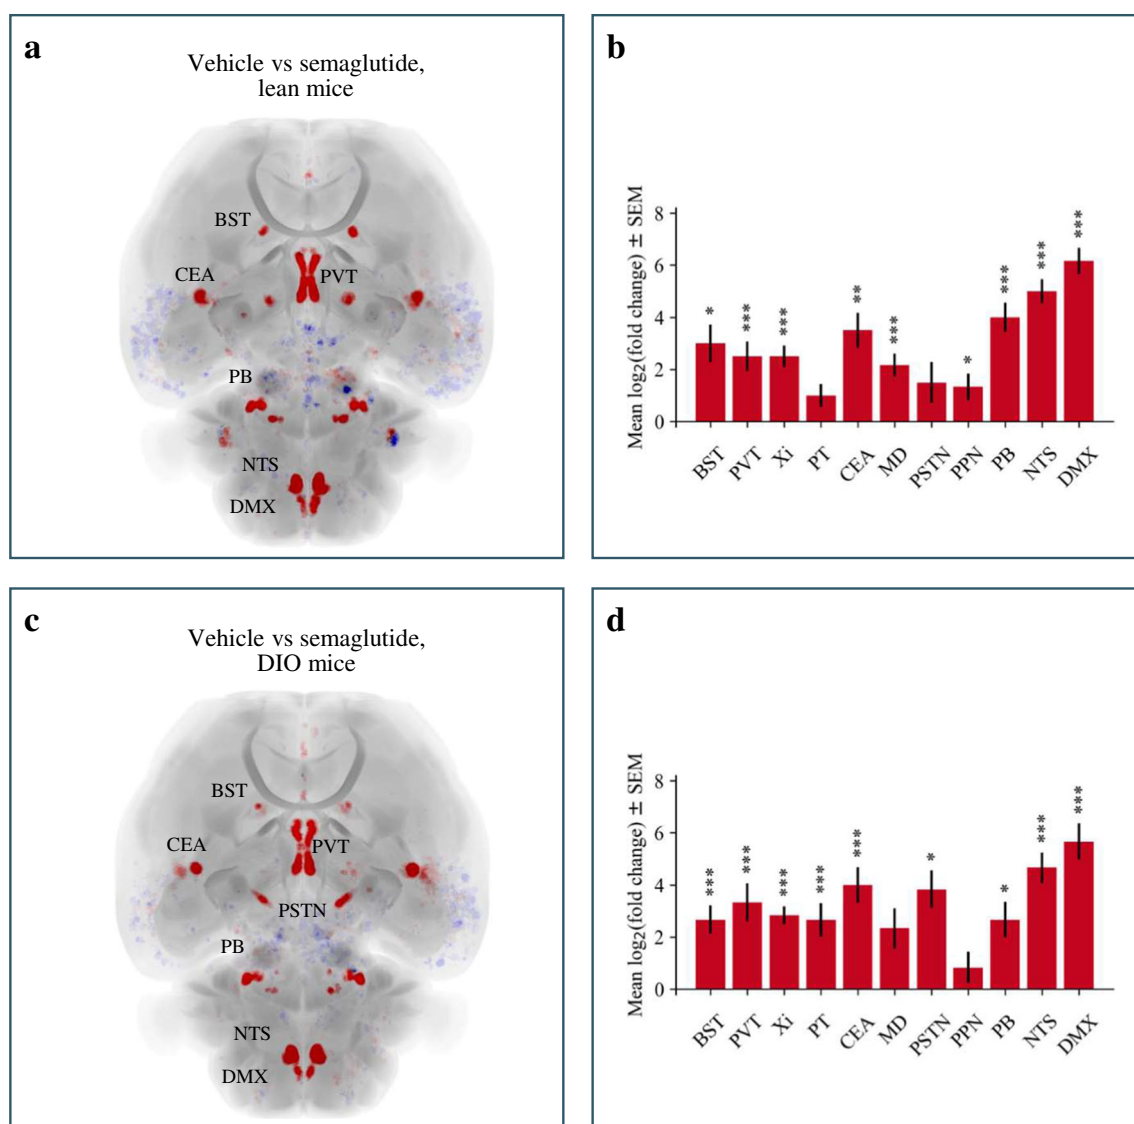 a
Vehicle vs semaglutide,
lean mice
BST
CEA
PVT
PB
NTS
DMX
b
Mean log2(fold change) ± SEM
8
6
4
2
0
* *** *** ** *** * *** *** ***
BST PVT Xi PT CEA MD PSTN PPN PB NTS DMX
c
Vehicle vs semaglutide,
DIO mice
BST
CEA
PVT
PSTN
PB
NTS
DMX
d
Mean log2(fold change) ± SEM
8
6
4
2
0
*** *** *** *** *** * * *** ***
BST PVT Xi PT CEA MD PSTN PPN PB NTS DMX